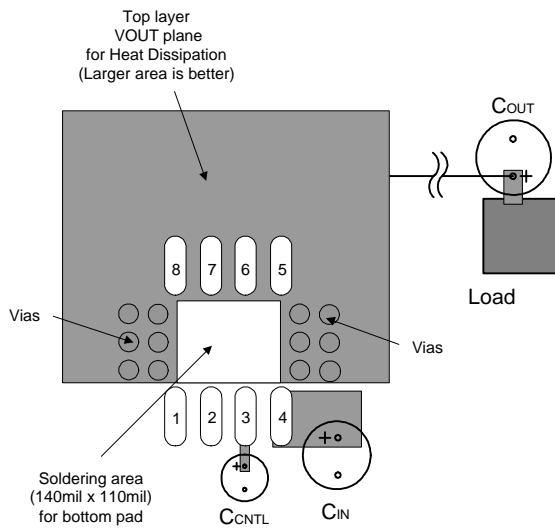 Top layer
VOUT plane
for Heat Dissipation
(Larger area is better)
COUT
+
8 7 6 5
Load
Vias
Vias
1 2 3 4
+
+
Soldering area
(140mil x 110mil)
for bottom pad
CCNTL
CIN